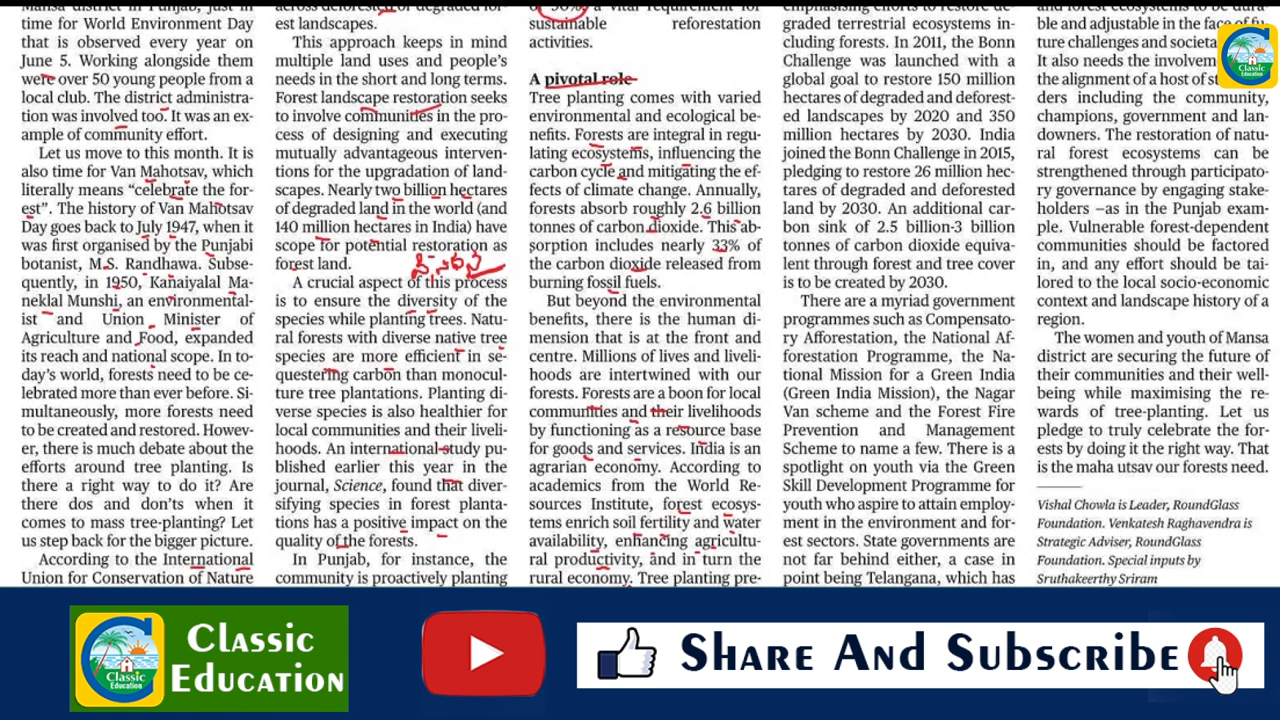 Mansa district in Punjab, just in
time for World Environment Day
that is observed every year on
June 5. Working alongside them
were over 50 young people from a
local club. The district administra-
tion was involved too. It was an ex-
ample of community effort.
Let us move to this month. It is
also time for Van Mahotsav, which
literally means “celebrate the for-
est”. The history of Van Mahotsav
Day goes back to July 1947, when it
was first organised by the Punjabi
botanist, M.S. Randhawa. Subse-
quently, in 1950, Kanaiyalal Ma-
neklal Munshi, an environmental-
ist and Union Minister of
Agriculture and Food, expanded
its reach and national scope. In to-
day’s world, forests need to be ce-
lebrated more than ever before. Si-
multaneously, more forests need
to be created and restored. Howev-
er, there is much debate about the
efforts around tree planting. Is
there a right way to do it? Are
there dos and don’ts when it
comes to mass tree-planting? Let
us step back for the bigger picture.
According to the International
Union for Conservation of Nature
across deforested or degraded for-
est landscapes.
This approach keeps in mind
multiple land uses and people’s
needs in the short and long terms.
Forest landscape restoration seeks
to involve communities in the pro-
cess of designing and executing
mutually advantageous interven-
tions for the upgradation of land-
scapes. Nearly two billion hectares
of degraded land in the world (and
140 million hectares in India) have
scope for potential restoration as
forest land.
A crucial aspect of this process
is to ensure the diversity of the
species while planting trees. Natu-
ral forests with diverse native tree
species are more efficient in se-
questering carbon than monocul-
ture tree plantations. Planting di-
verse species is also healthier for
local communities and their liveli-
hoods. An international study pu-
blished earlier this year in the
journal, Science, found that diver-
sifying species in forest planta-
tions has a positive impact on the
quality of the forests.
In Punjab, for instance, the
community is proactively planting
90%, a vital requirement for
sustainable reforestation
activities.
A pivotal role
Tree planting comes with varied
environmental and ecological be-
nefits. Forests are integral in regu-
lating ecosystems, influencing the
carbon cycle and mitigating the ef-
fects of climate change. Annually,
forests absorb roughly 2.6 billion
tonnes of carbon dioxide. This ab-
sorption includes nearly 33% of
the carbon dioxide released from
burning fossil fuels.
But beyond the environmental
benefits, there is the human di-
mension that is at the front and
centre. Millions of lives and liveli-
hoods are intertwined with our
forests. Forests are a boon for local
communities and their livelihoods
by functioning as a resource base
for goods and services. India is an
agrarian economy. According to
academics from the World Re-
sources Institute, forest ecosys-
tems enrich soil fertility and water
availability, enhancing agricultu-
ral productivity, and in turn the
rural economy. Tree planting pre-
emphasising efforts to restore de-
graded terrestrial ecosystems in-
cluding forests. In 2011, the Bonn
Challenge was launched with a
global goal to restore 150 million
hectares of degraded and deforest-
ed landscapes by 2020 and 350
million hectares by 2030. India
joined the Bonn Challenge in 2015,
pledging to restore 26 million hec-
tares of degraded and deforested
land by 2030. An additional car-
bon sink of 2.5 billion-3 billion
tonnes of carbon dioxide equiva-
lent through forest and tree cover
is to be created by 2030.
There are a myriad government
programmes such as Compensato-
ry Afforestation, the National Af-
forestation Programme, the Na-
tional Mission for a Green India
(Green India Mission), the Nagar
Van scheme and the Forest Fire
Prevention and Management
Scheme to name a few. There is a
spotlight on youth via the Green
Skill Development Programme for
youth who aspire to attain employ-
ment in the environment and for-
est sectors. State governments are
not far behind either, a case in
point being Telangana, which has
and forest ecosystems to be dura-
ble and adjustable in the face of fu-
ture challenges and societa
It also needs the involvem
the alignment of a host of s
ders including the community,
champions, government and lan-
downers. The restoration of natu-
ral forest ecosystems can be
strengthened through participato-
ry governance by engaging stake-
holders –as in the Punjab exam-
ple. Vulnerable forest-dependent
communities should be factored
in, and any effort should be tai-
lored to the local socio-economic
context and landscape history of a
region.
The women and youth of Mansa
district are securing the future of
their communities and their well-
being while maximising the re-
wards of tree-planting. Let us
pledge to truly celebrate the for-
ests by doing it the right way. That
is the maha utsav our forests need.
Vishal Chowla is Leader, RoundGlass
Foundation. Venkatesh Raghavendra is
Strategic Adviser, RoundGlass
Foundation. Special inputs by
Sruthakeerthy Sriram
Classic
Education
Classic
Education
Classic
Education
Share And Subscribe